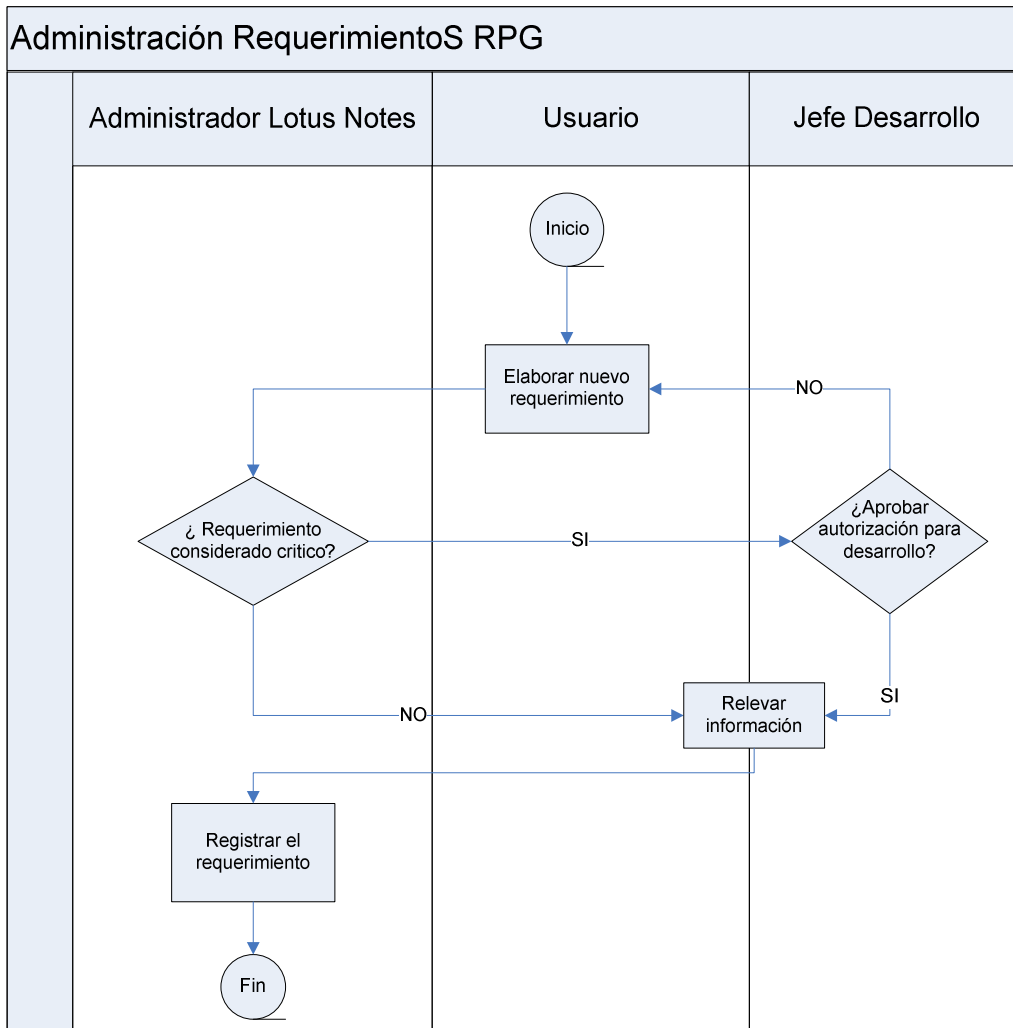 Administración RequerimientoS RPG
Administrador Lotus Notes
Usuario
Jefe Desarrollo
Inicio
Elaborar nuevo
requerimiento
NO
¿ Requerimiento
considerado critico?
SI
¿Aprobar
autorización para
desarrollo?
SI
NO
Relevar
información
Registrar el
requerimiento
Fin